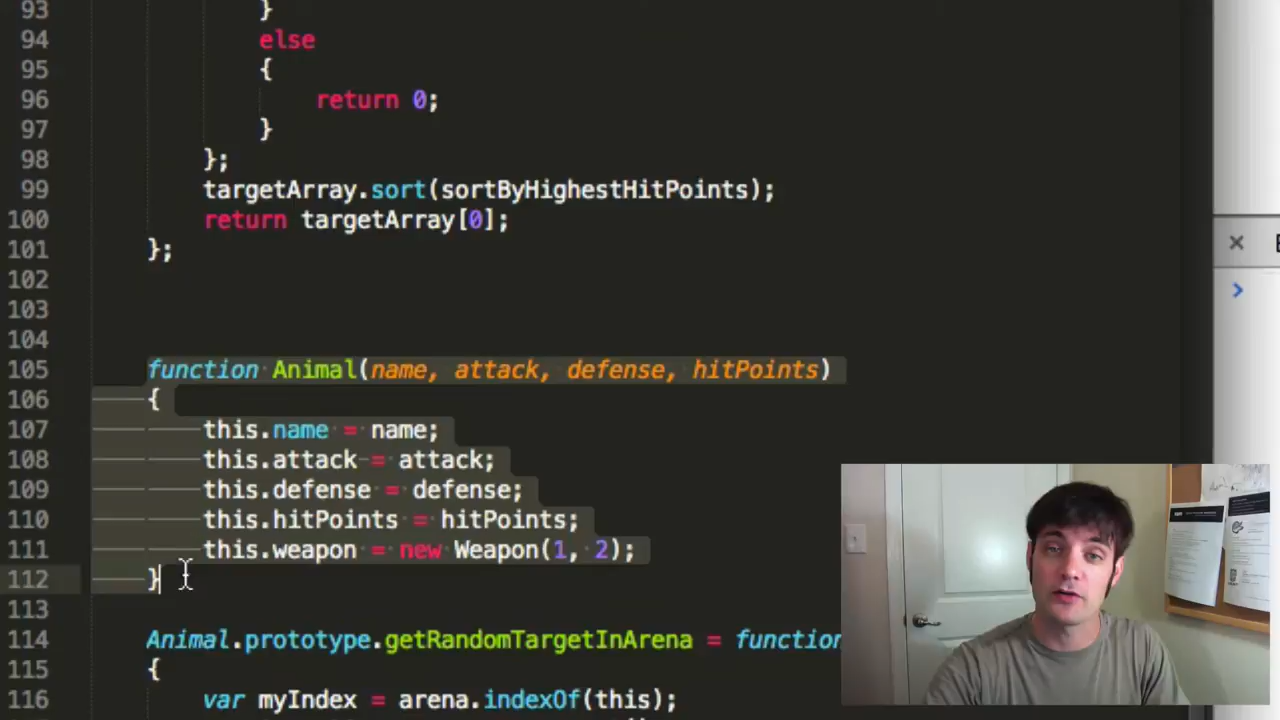 93 }
94 else
95 {
96 return 0;
97 }
98 };
99 targetArray.sort(sortByHighestHitPoints);
100 return targetArray[0];
101 };
102
103
104
105 function Animal(name, attack, defense, hitPoints)
106 {
107 this.name = name;
108 this.attack = attack;
109 this.defense = defense;
110 this.hitPoints = hitPoints;
111 this.weapon = new Weapon(1, 2);
112 }
113
114 Animal.prototype.getRandomTargetInArena = function
115 {
116 var myIndex = arena.indexOf(this);